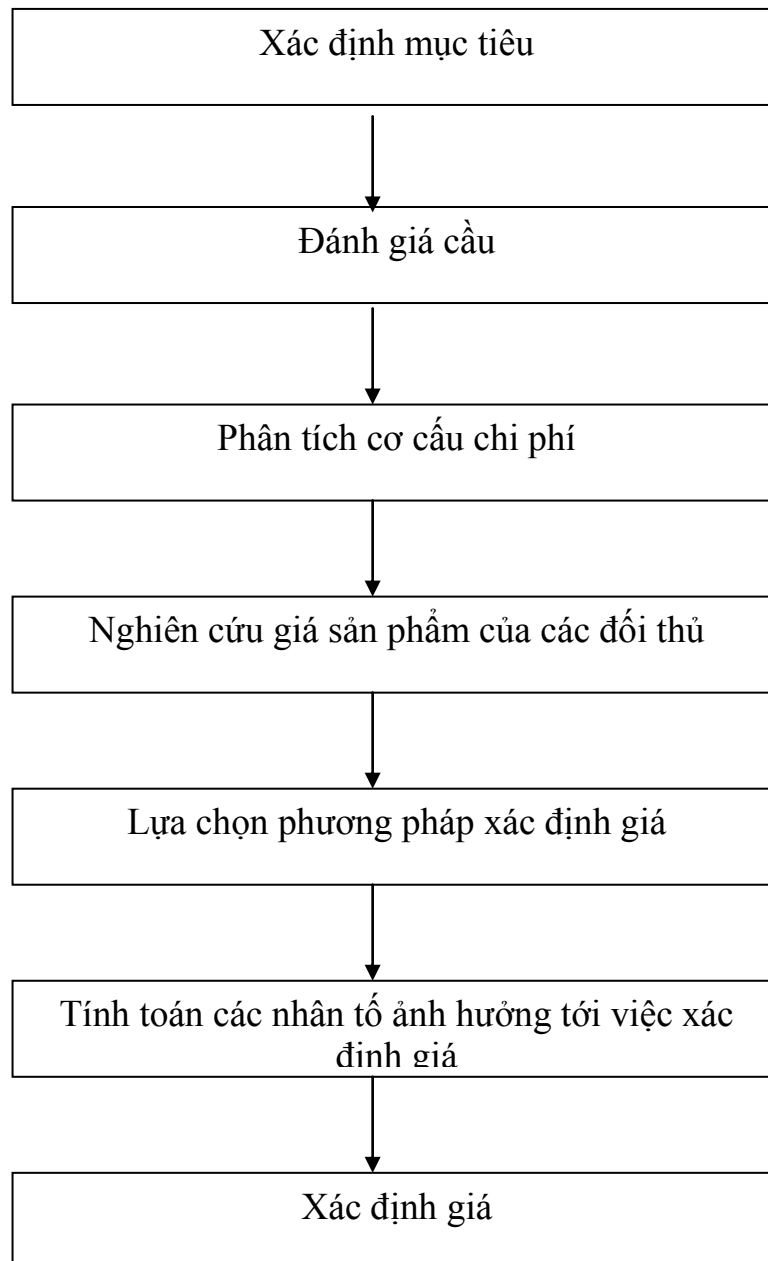 Xác định mục tiêu
Đánh giá cầu
Phân tích cơ cấu chi phí
Nghiên cứu giá sản phẩm của các đối thủ
Lựa chọn phương pháp xác định giá
Tính toán các nhân tố ảnh hưởng tới việc xác
định giá
Xác định giá